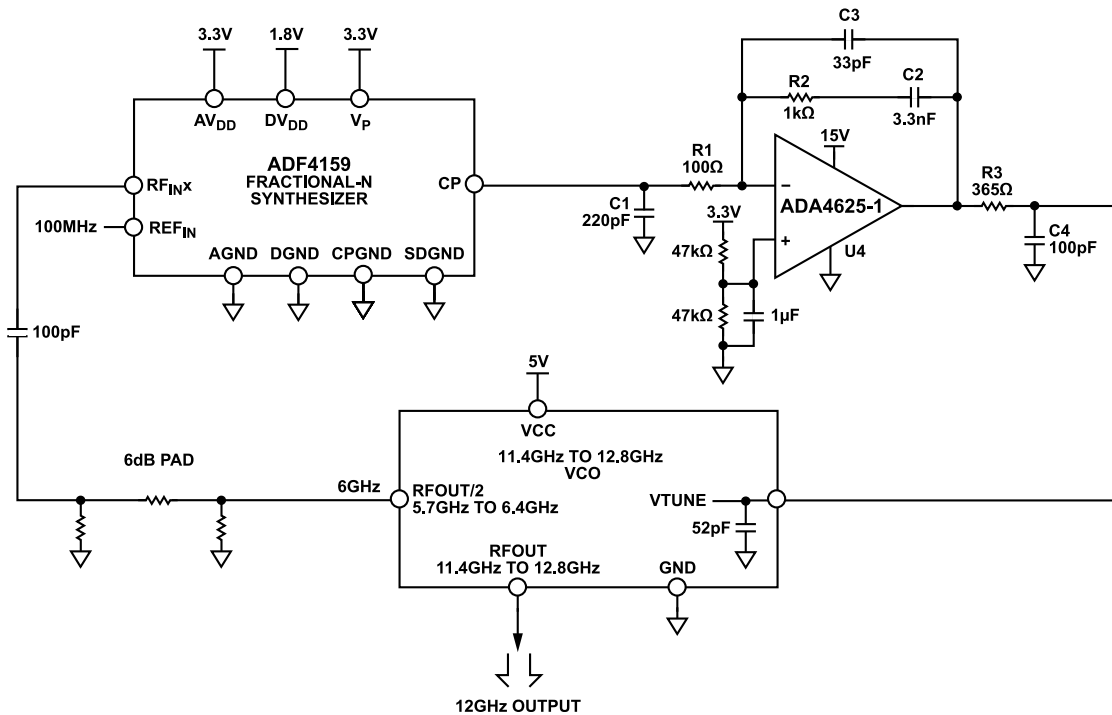 3.3V
1.8V
3.3V
AVDD
DVDD
VP
ADF4159
FRACTIONAL-N
SYNTHESIZER
RFINx
CP
100MHz
REFIN
AGND
DGND
CPGND
SDGND
C3
33pF
R2
1kΩ
C2
3.3nF
15V
R1
100Ω
C1
220pF
–
+
ADA4625-1
U4
3.3V
47kΩ
47kΩ
1µF
R3
365Ω
C4
100pF
100pF
6dB PAD
5V
VCC
11.4GHz TO 12.8GHz
VCO
6GHz
RFOUT/2
5.7GHz TO 6.4GHz
VTUNE
52pF
RFOUT
11.4GHz TO 12.8GHz
GND
12GHz OUTPUT